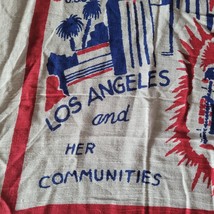 LOS ANGELES
and
HER
COMMUNITIES